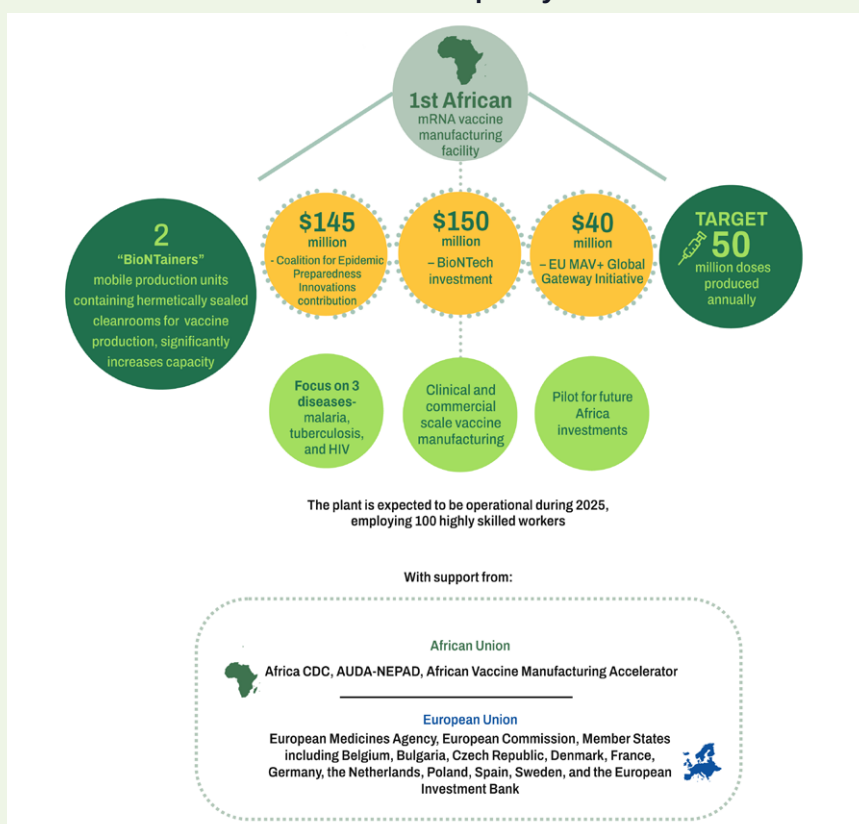 1st African
mRNA vaccine
manufacturing
facility
2
“BioNTainers”
mobile production units
containing hermetically sealed
cleanrooms for vaccine
production, significantly
increases capacity
$145
million
- Coalition for Epidemic
Preparedness
Innovations
contribution
$150
million
– BioNTech
investment
$40
million
– EU MAV+ Global
Gateway Initiative
TARGET
50
million doses
produced
annually
Focus on 3
diseases-
malaria,
tuberculosis,
and HIV
Clinical and
commercial
scale vaccine
manufacturing
Pilot for future
Africa
investments
The plant is expected to be operational during 2025,
employing 100 highly skilled workers
With support from:
African Union
Africa CDC, AUDA-NEPAD, African Vaccine Manufacturing Accelerator
European Union
European Medicines Agency, European Commission, Member States
including Belgium, Bulgaria, Czech Republic, Denmark, France,
Germany, the Netherlands, Poland, Spain, Sweden, and the European
Investment Bank